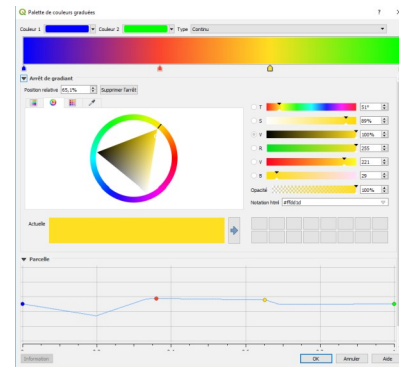 Palette de couleurs graduées ? X
Couleur 1 Couleur 2 Type Continu
Arrêt de gradiant
Position relative 65,1% Supprimer l'arrêt
T 51°
S 89%
V 100%
R 255
V 221
B 29
Opacité 100%
Notation html #ffdd1d
Actuelle
Parcelle
Information OK Annuler Aide